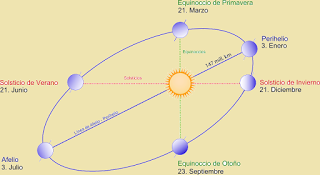 Equinoccio de Primavera
21. Marzo
Perihelio
3. Enero
147 mill. km
Equinoccios
Solsticio de Verano
21. Junio
Solsticio de Invierno
21. Diciembre
Afelio
3. Julio
Equinoccio de Otoño
23. Septiembre